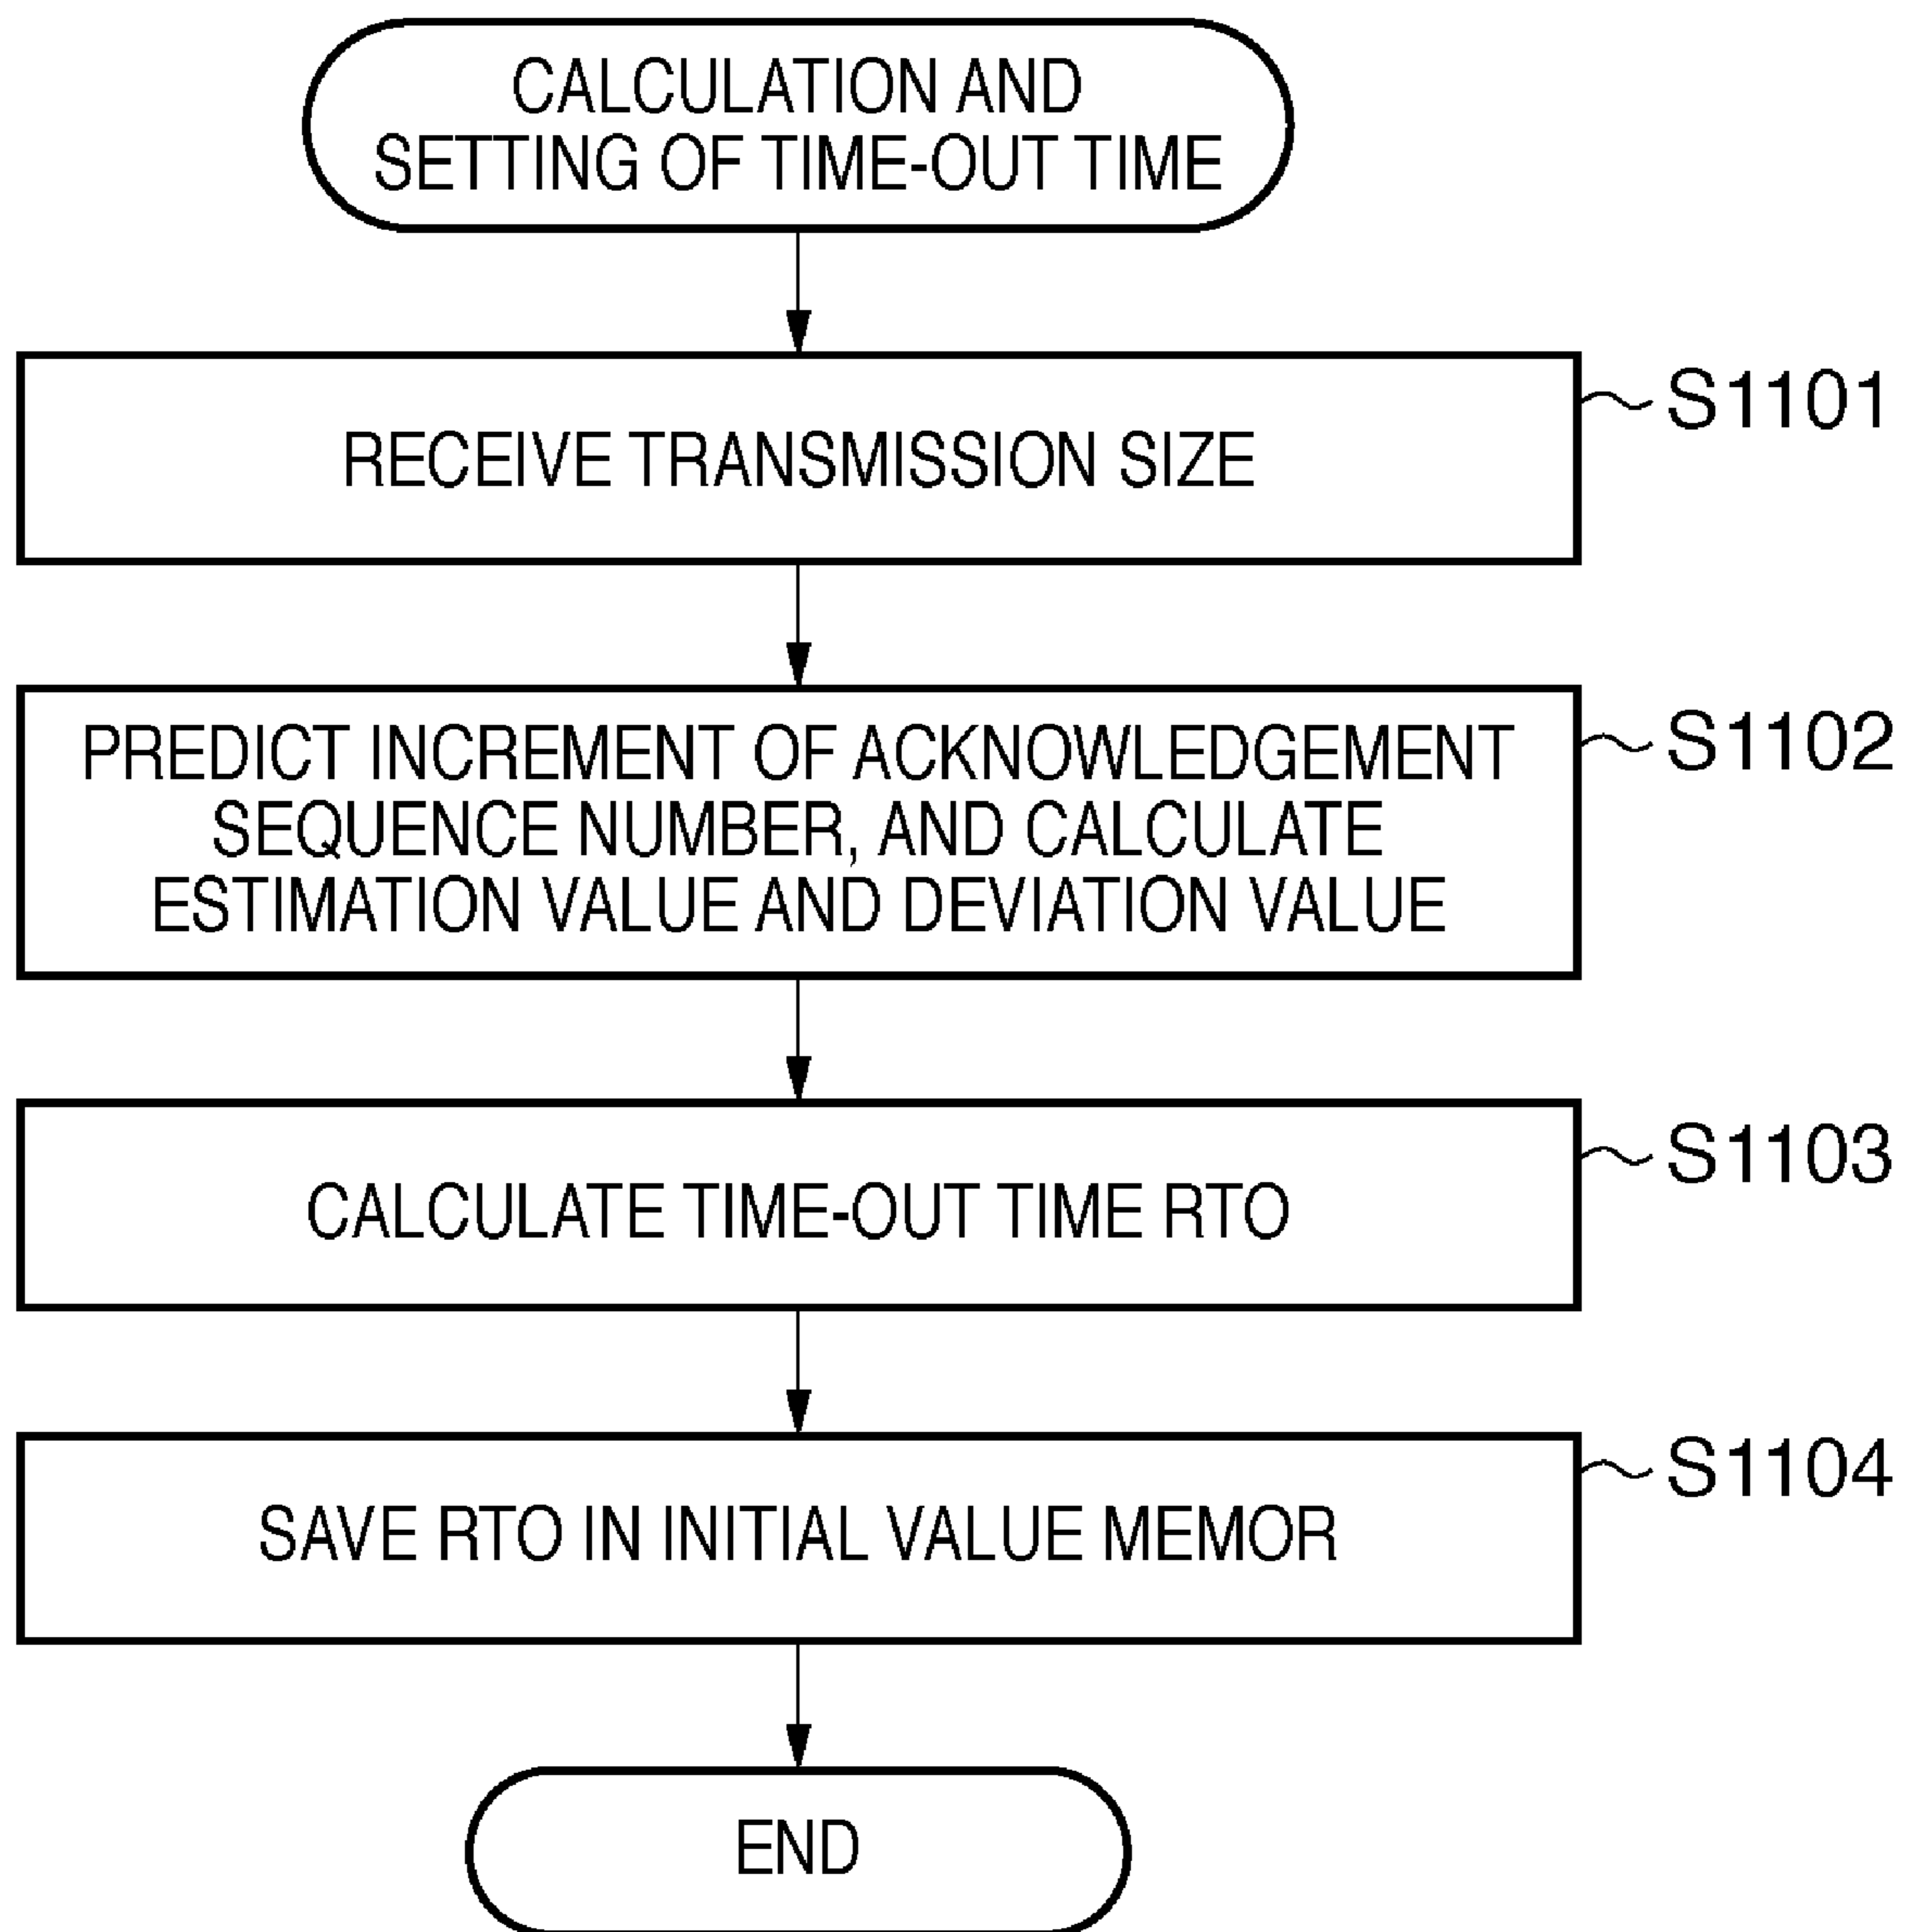 CALCULATION AND
SETTING OF TIME-OUT TIME
RECEIVE TRANSMISSION SIZE
S1101
PREDICT INCREMENT OF ACKNOWLEDGEMENT
SEQUENCE NUMBER, AND CALCULATE
ESTIMATION VALUE AND DEVIATION VALUE
S1102
CALCULATE TIME-OUT TIME RTO
S1103
SAVE RTO IN INITIAL VALUE MEMOR
S1104
END